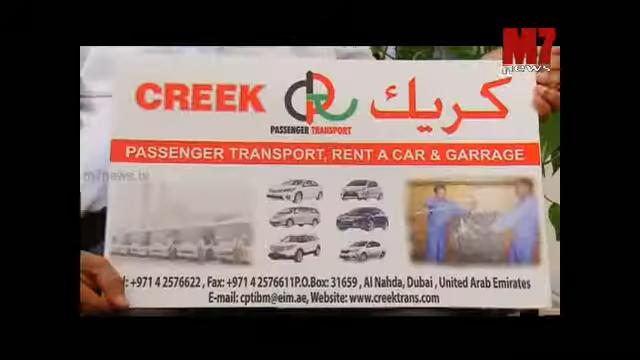 M7
news
CREEK
كريك
PASSENGER TRANSPORT
PASSENGER TRANSPORT, RENT A CAR & GARRAGE
m7news.tv
: +971 4 2576622 , Fax: +971 4 2576611P.O.Box: 31659 , Al Nahda, Dubai , United Arab Emirates
E-mail: cptibm@eim.ae, Website: www.creektrans.com